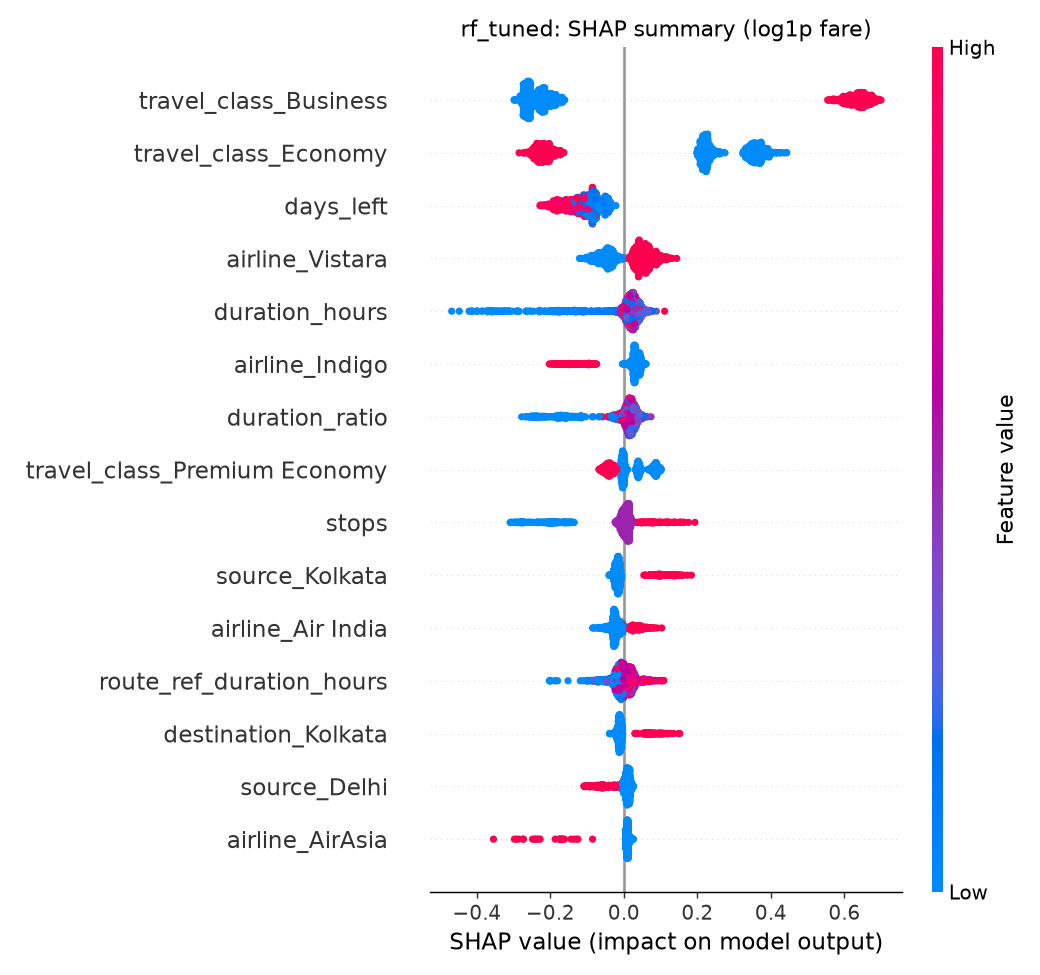 rf_tuned: SHAP summary (log1p fare)
High
travel_class_Business
travel_class_Economy
days_left
airline_Vistara
duration_hours
airline_Indigo
duration_ratio
travel_class_Premium Economy
stops
source_Kolkata
airline_Air India
route_ref_duration_hours
destination_Kolkata
source_Delhi
airline_AirAsia
Feature value
Low
−0.4 −0.2 0.0 0.2 0.4 0.6
SHAP value (impact on model output)